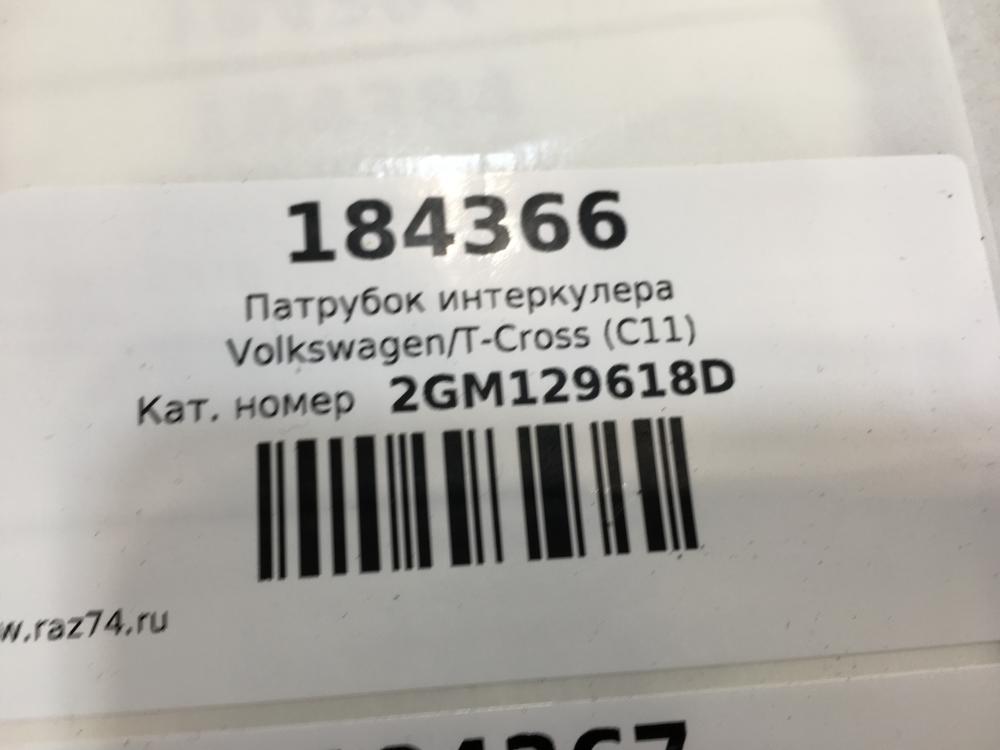 184366
Патрубок интеркулера
Volkswagen/T-Cross (C11)
Кат. номер 2GM129618D
w.raz74.ru